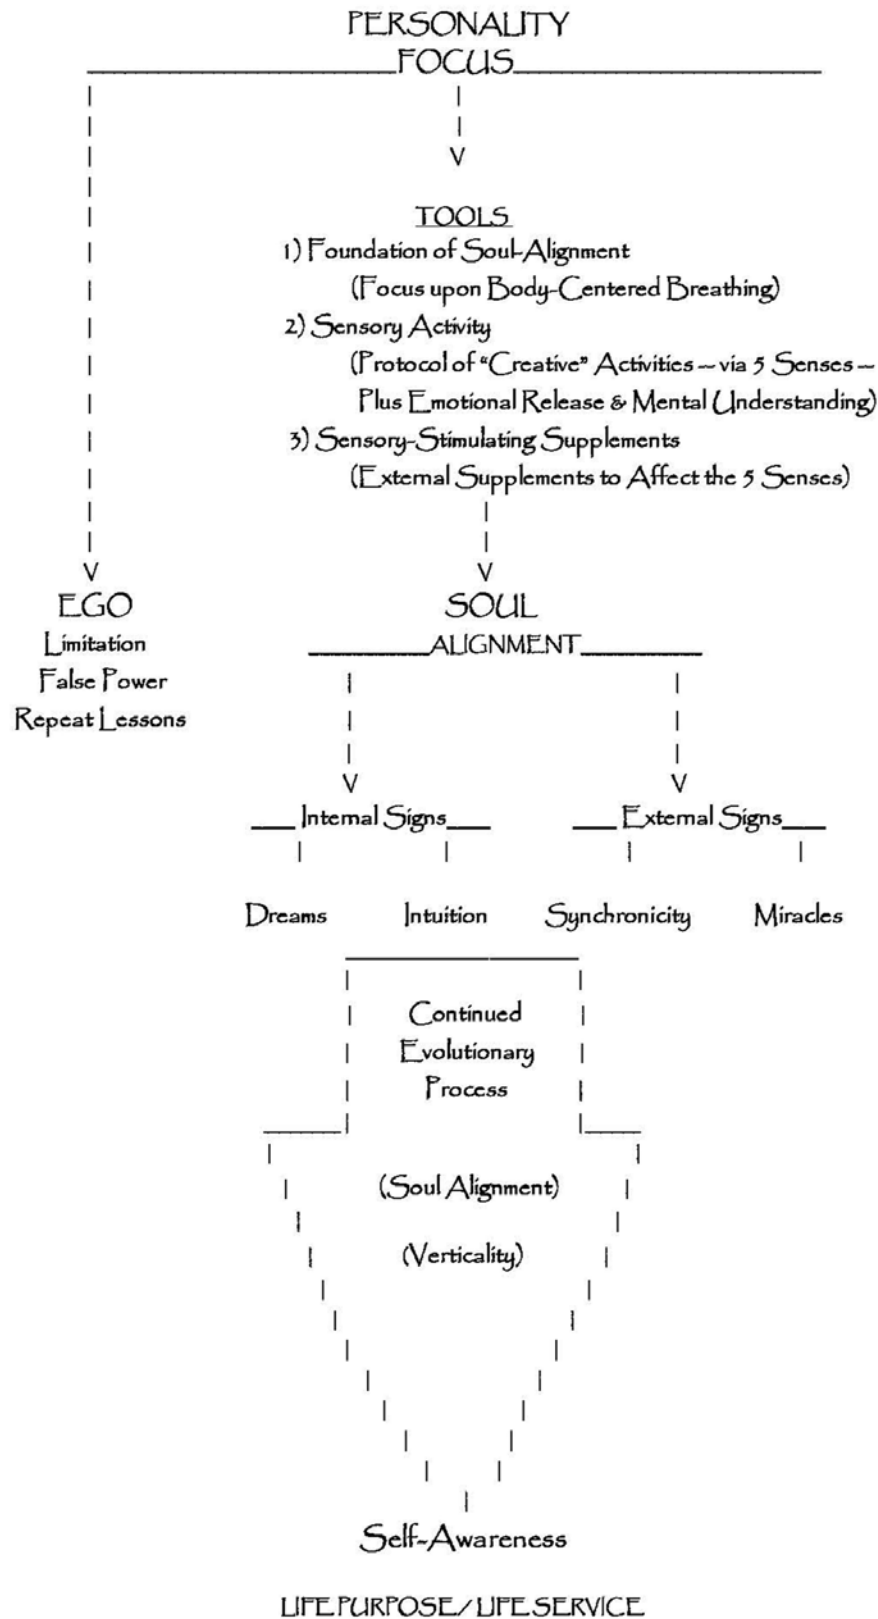 PERSONALITY
FOCUS
TOOLS
1) Foundation of Soul-Alignment
(Focus upon Body-Centered Breathing)
2) Sensory Activity
(Protocol of “Creative” Activities – via 5 Senses –
Plus Emotional Release & Mental Understanding)
3) Sensory-Stimulating Supplements
(External Supplements to Affect the 5 Senses)
EGO
Limitation
False Power
Repeat Lessons
SOUL
ALIGNMENT
Internal Signs
External Signs
Dreams
Intuition
Synchronicity
Miracles
Continued
Evolutionary
Process
(Soul Alignment)
(Verticality)
Self-Awareness
LIFE PURPOSE / LIFE SERVICE